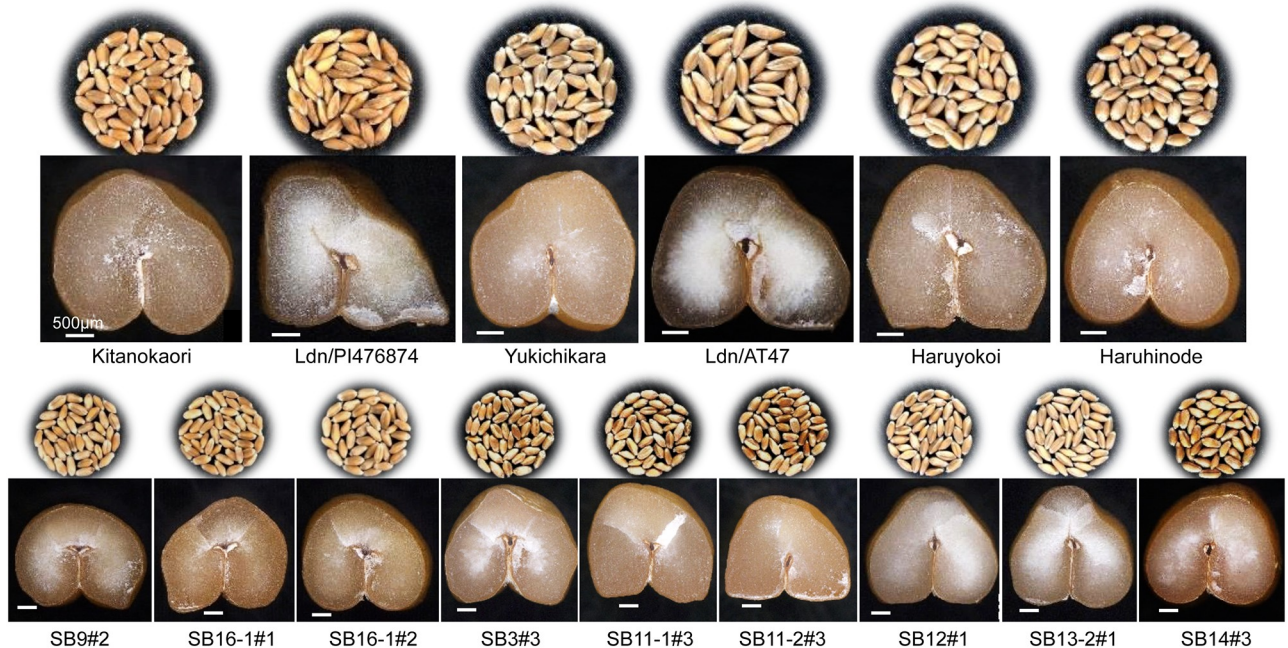 500μm
Kitanokaori Ldn/PI476874 Yukichikara Ldn/AT47 Haruyokoi Haruhinode
SB9#2 SB16-1#1 SB16-1#2 SB3#3 SB11-1#3 SB11-2#3 SB12#1 SB13-2#1 SB14#3